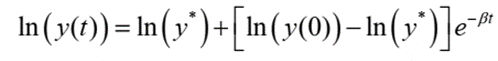 ln(y(t)) = ln(y*) + [ln(y(0)) − ln(y*)]e^{−βt}